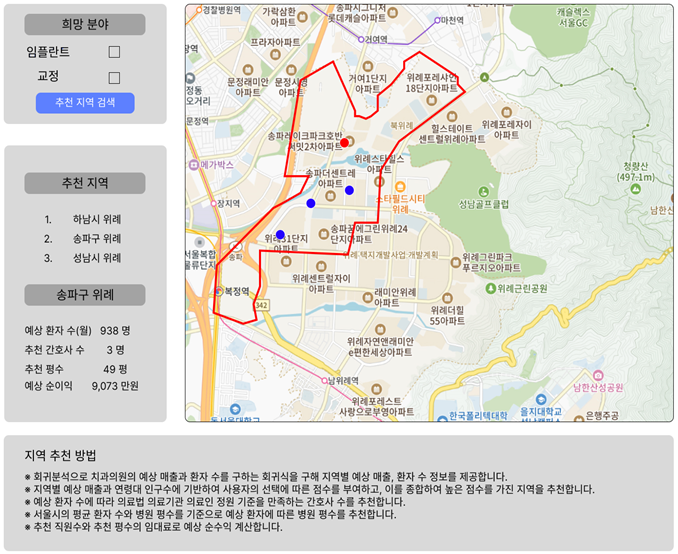 희망 분야
임플란트
교정
추천 지역 검색
추천 지역
1. 하남시 위례
2. 송파구 위례
3. 성남시 위례
송파구 위례
예상 환자 수(월) 938 명
추천 간호사 수 3 명
추천 평수 49 평
예상 순이익 9,073 만원
경찰병원역
가락삼환
아파트
송파시그니처
롯데캐슬아파트
마천역
캐슬렉스
서울GC
프라자아파트
거여역
문정래미안
아파트
문정시영
아파트
거여1단지
아파트
위례포레샤인
18단지아파트
문정동
로데오거리
문정역
북위례
힐스테이트
센트럴위례아파트
위례포레자이
아파트
송파레이크파크호반
써밋2차아파트
메가박스
송파더센트레
아파트
위례스타힐스
아파트
스타필드시티
위례
성남골프클럽
청량산
(497.1m)
남한산
장지역
서울복합
물류단지
송파
위례31단지
아파트
송파꿈에그린위례24
단지아파트
위례 택지개발사업 개발계획
위례그린파크
푸르지오아파트
위례센트럴자이
아파트
복정역
342
래미안위례
아파트
위례더힐
55아파트
위례근린공원
위례자연앤래미안
e편한세상아파트
남위례역
위례포레스트
사랑으로부영아파트
남한산성공원
동서울대학교
한국폴리텍대학
을지대학교
성남캠퍼스
은행주공
지역 추천 방법
※ 회귀분석으로 치과의원의 예상 매출과 환자 수를 구하는 회귀식을 구해 지역별 예상 매출, 환자 수 정보를 제공합니다.
※ 지역별 예상 매출과 연령대 인구수에 기반하여 사용자의 선택에 따른 점수를 부여하고, 이를 종합하여 높은 점수를 가진 지역을 추천합니다.
※ 예상 환자 수에 따라 의료법 의료기관 의료인 정원 기준을 만족하는 간호사 수를 추천합니다.
※ 서울시의 평균 환자 수와 병원 평수를 기준으로 예상 환자에 따른 병원 평수를 추천합니다.
※ 추천 직원수와 추천 평수의 임대료로 예상 순수익 계산합니다.